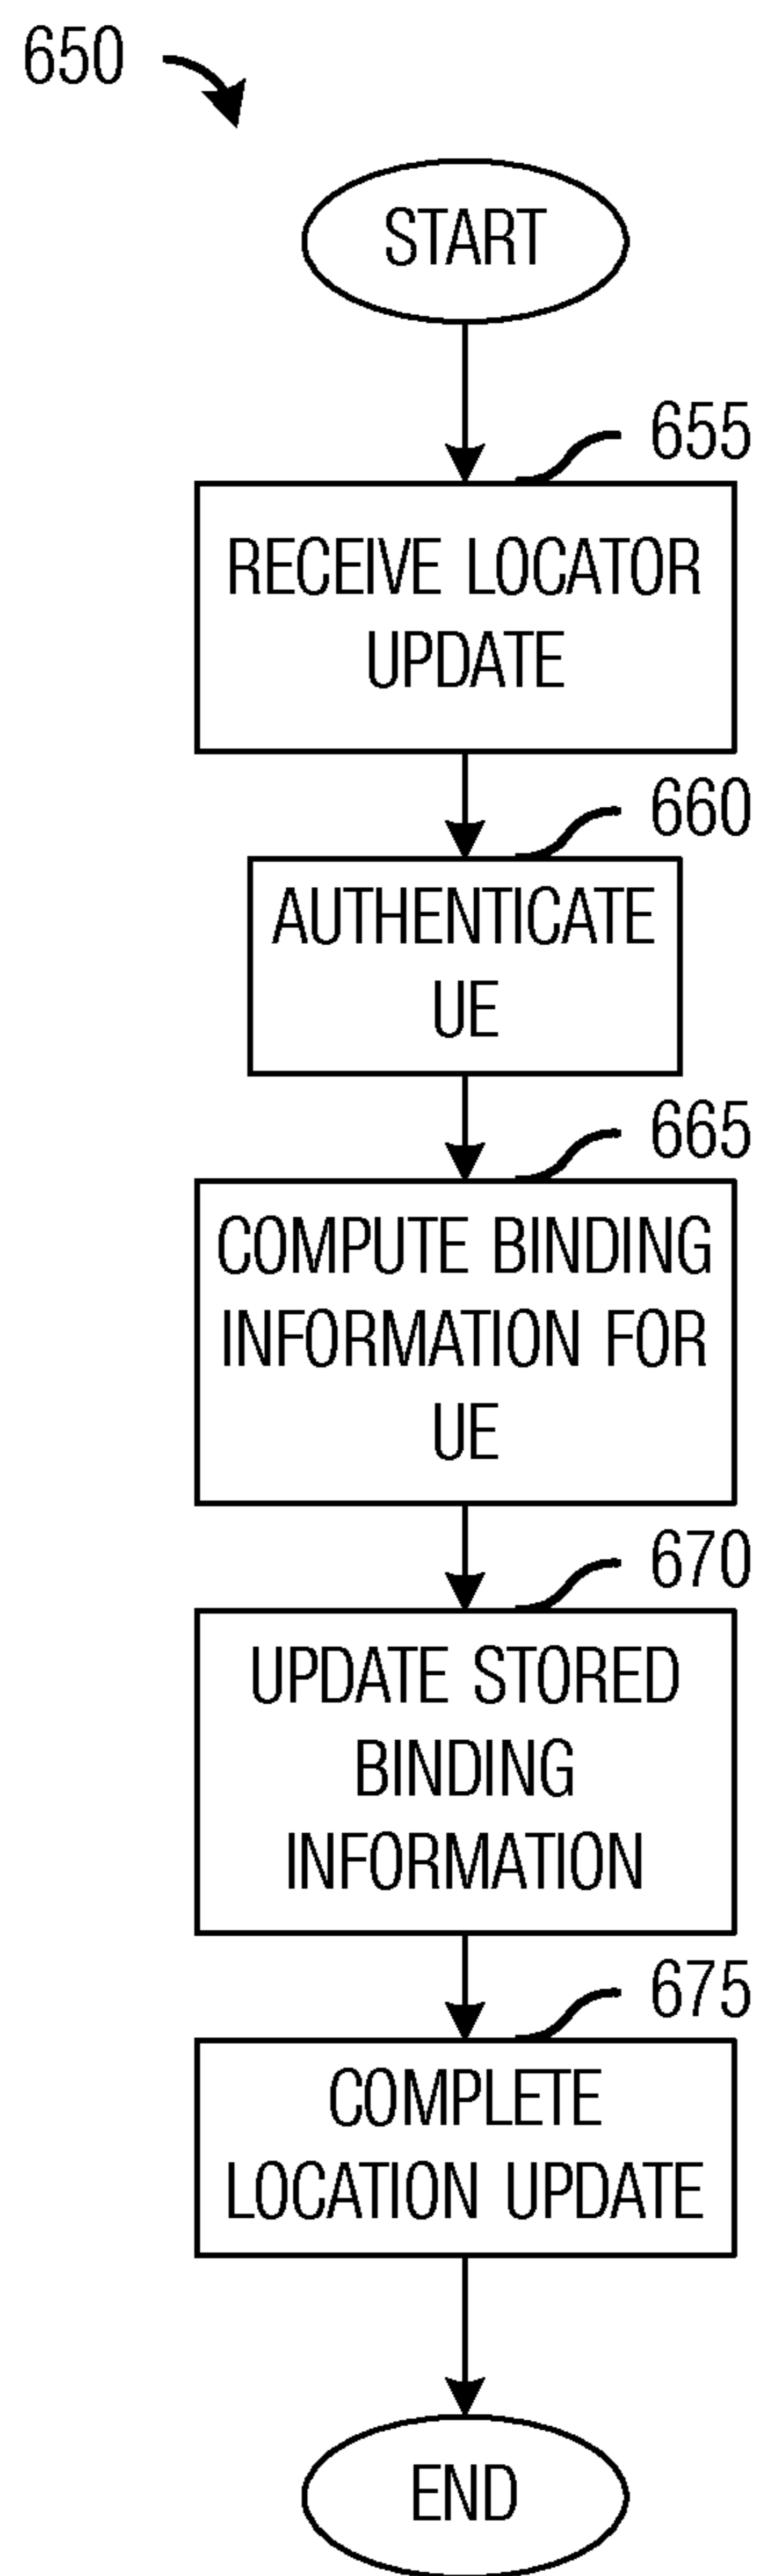 650
START
655
RECEIVE LOCATOR
UPDATE
660
AUTHENTICATE
UE
665
COMPUTE BINDING
INFORMATION FOR
UE
670
UPDATE STORED
BINDING
INFORMATION
675
COMPLETE
LOCATION UPDATE
END